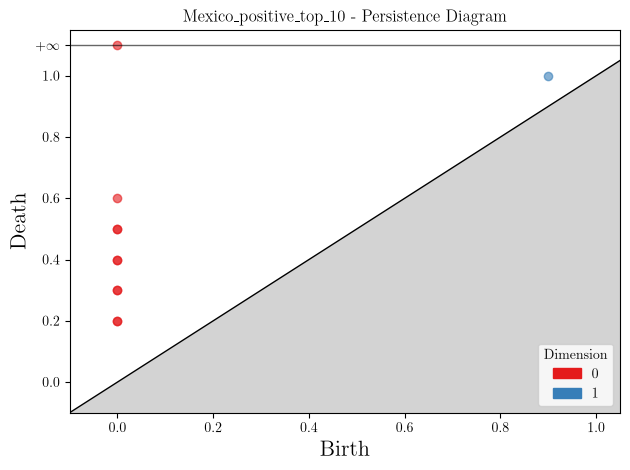 Mexico_positive_top_10 - Persistence Diagram
+∞
1.0
0.8
0.6
0.4
0.2
0.0
Death
0.0 0.2 0.4 0.6 0.8 1.0
Birth
Dimension
0
1